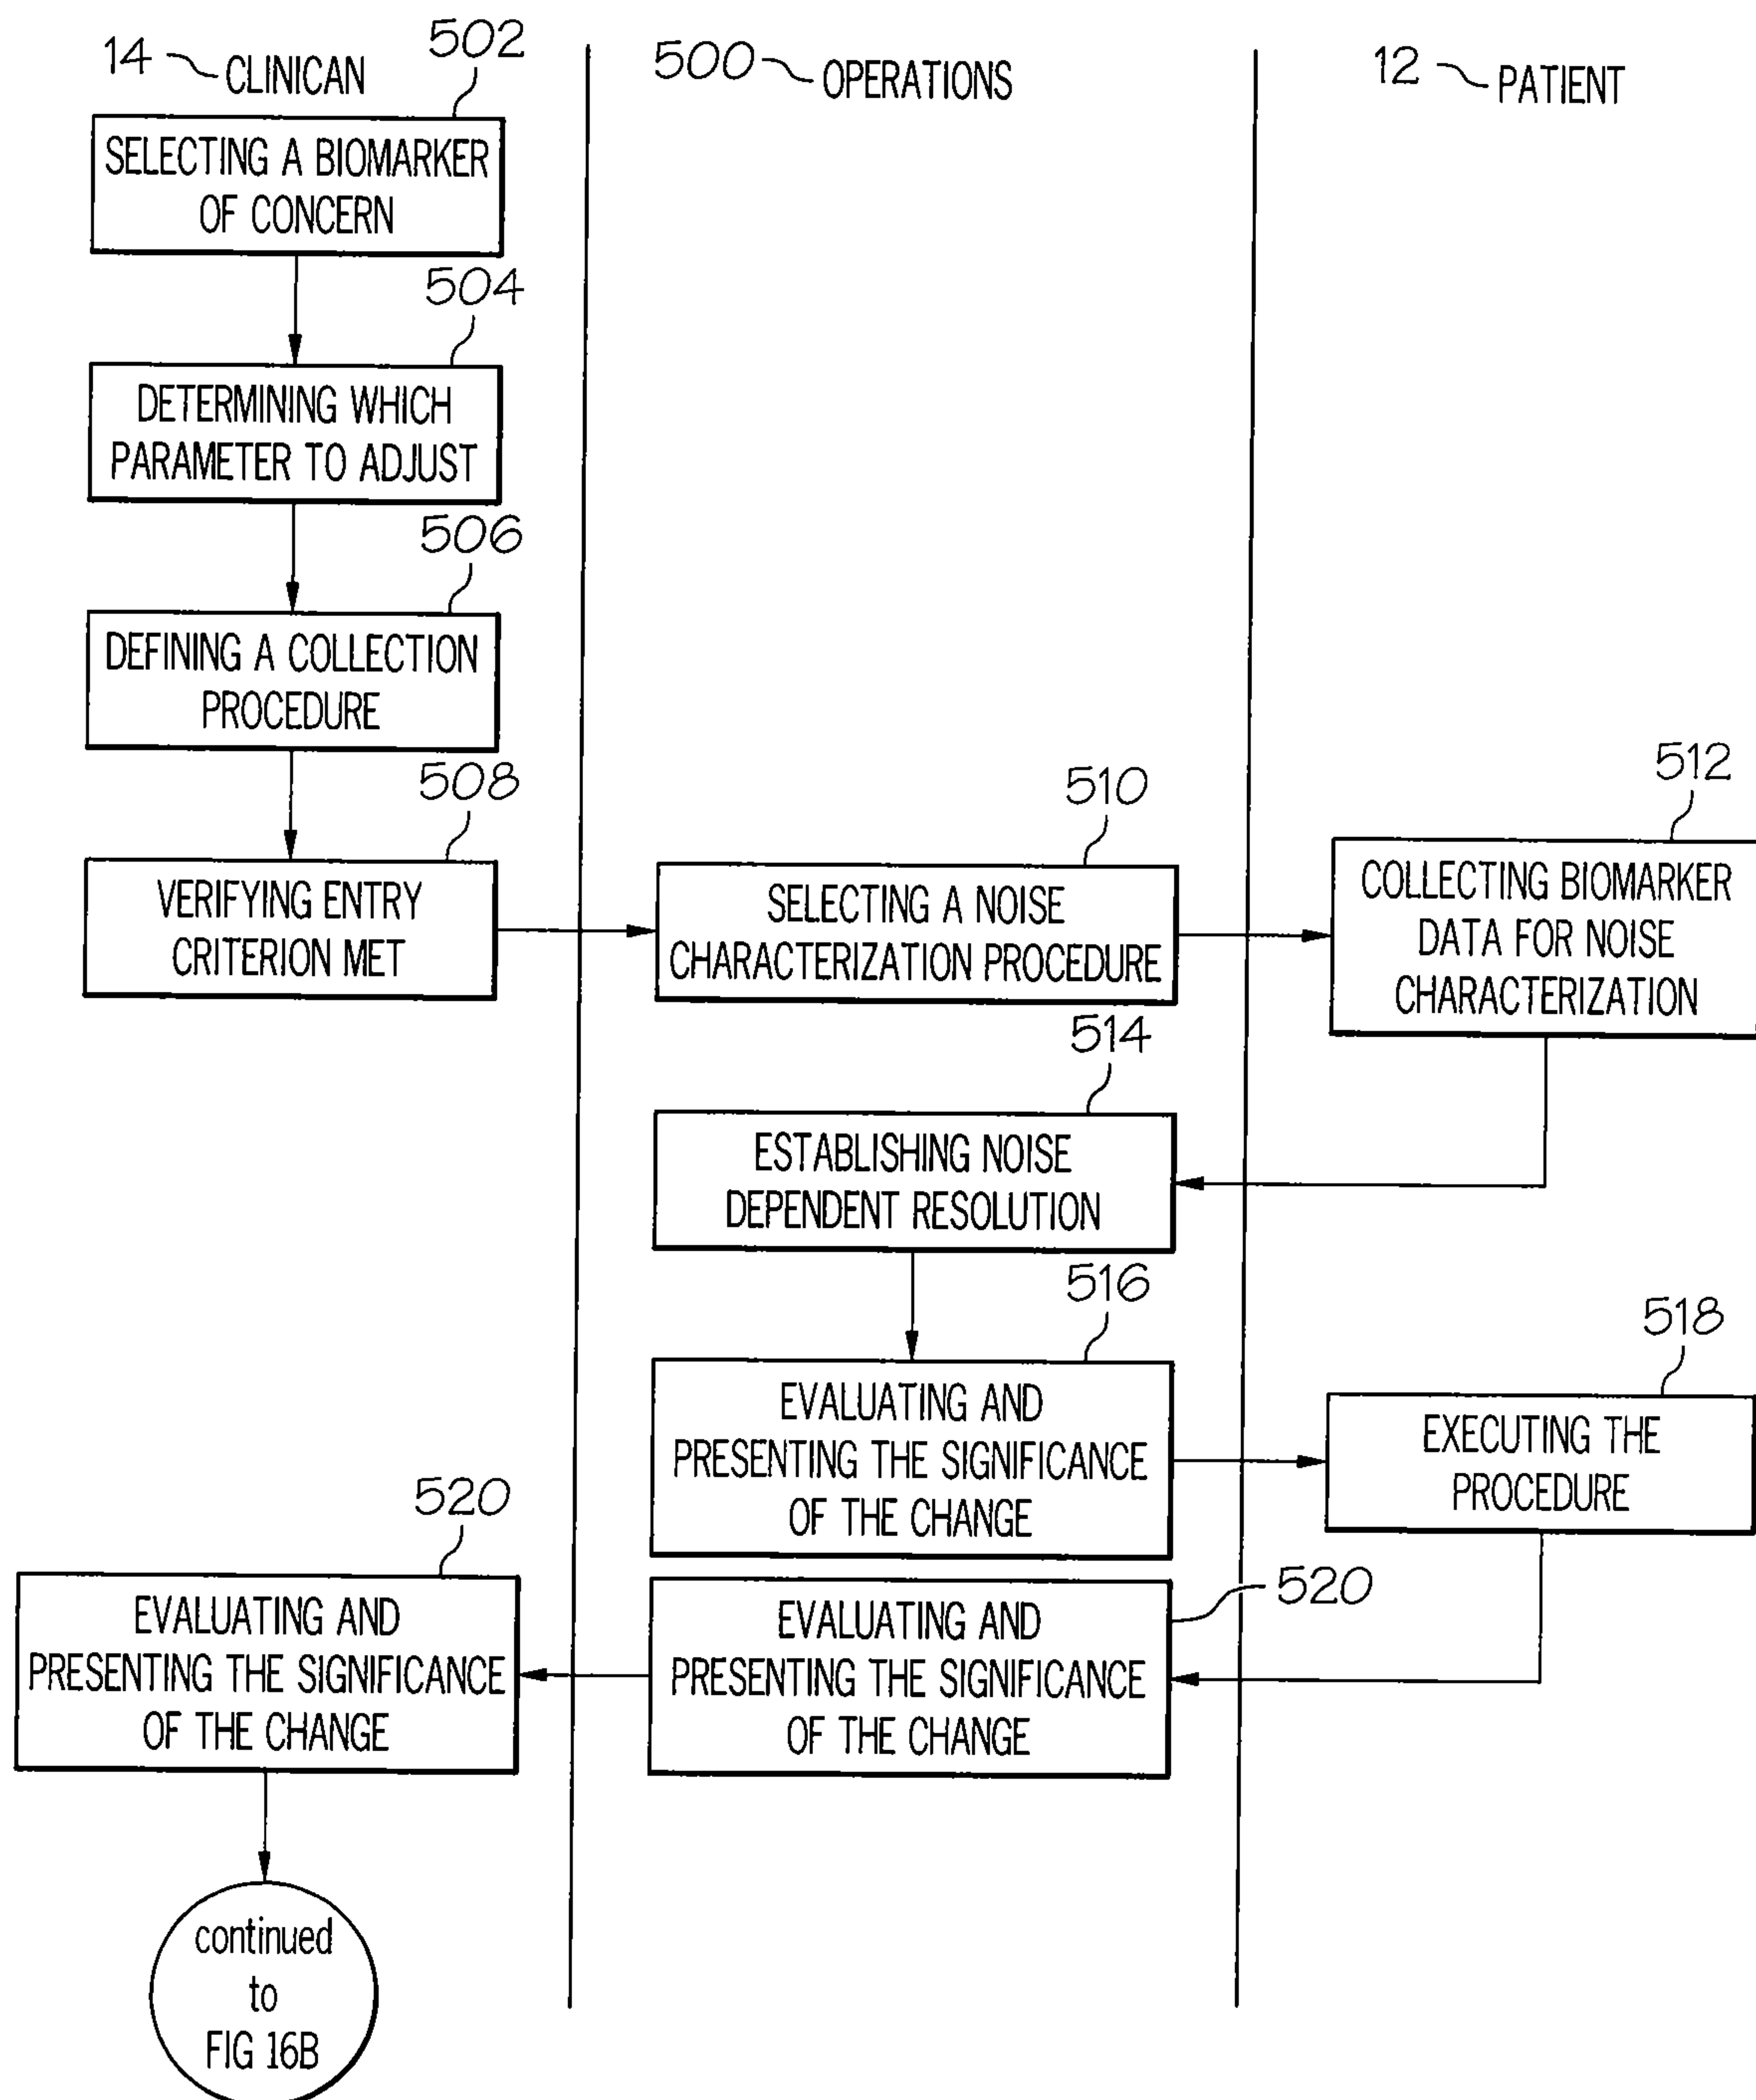 14 CLINICAN
500 OPERATIONS
12 PATIENT
502
SELECTING A BIOMARKER
OF CONCERN
504
DETERMINING WHICH
PARAMETER TO ADJUST
506
DEFINING A COLLECTION
PROCEDURE
508
VERIFYING ENTRY
CRITERION MET
510
SELECTING A NOISE
CHARACTERIZATION PROCEDURE
512
COLLECTING BIOMARKER
DATA FOR NOISE
CHARACTERIZATION
514
ESTABLISHING NOISE
DEPENDENT RESOLUTION
516
EVALUATING AND
PRESENTING THE SIGNIFICANCE
OF THE CHANGE
518
EXECUTING THE
PROCEDURE
520
EVALUATING AND
PRESENTING THE SIGNIFICANCE
OF THE CHANGE
520
EVALUATING AND
PRESENTING THE SIGNIFICANCE
OF THE CHANGE
continued
to
FIG 16B